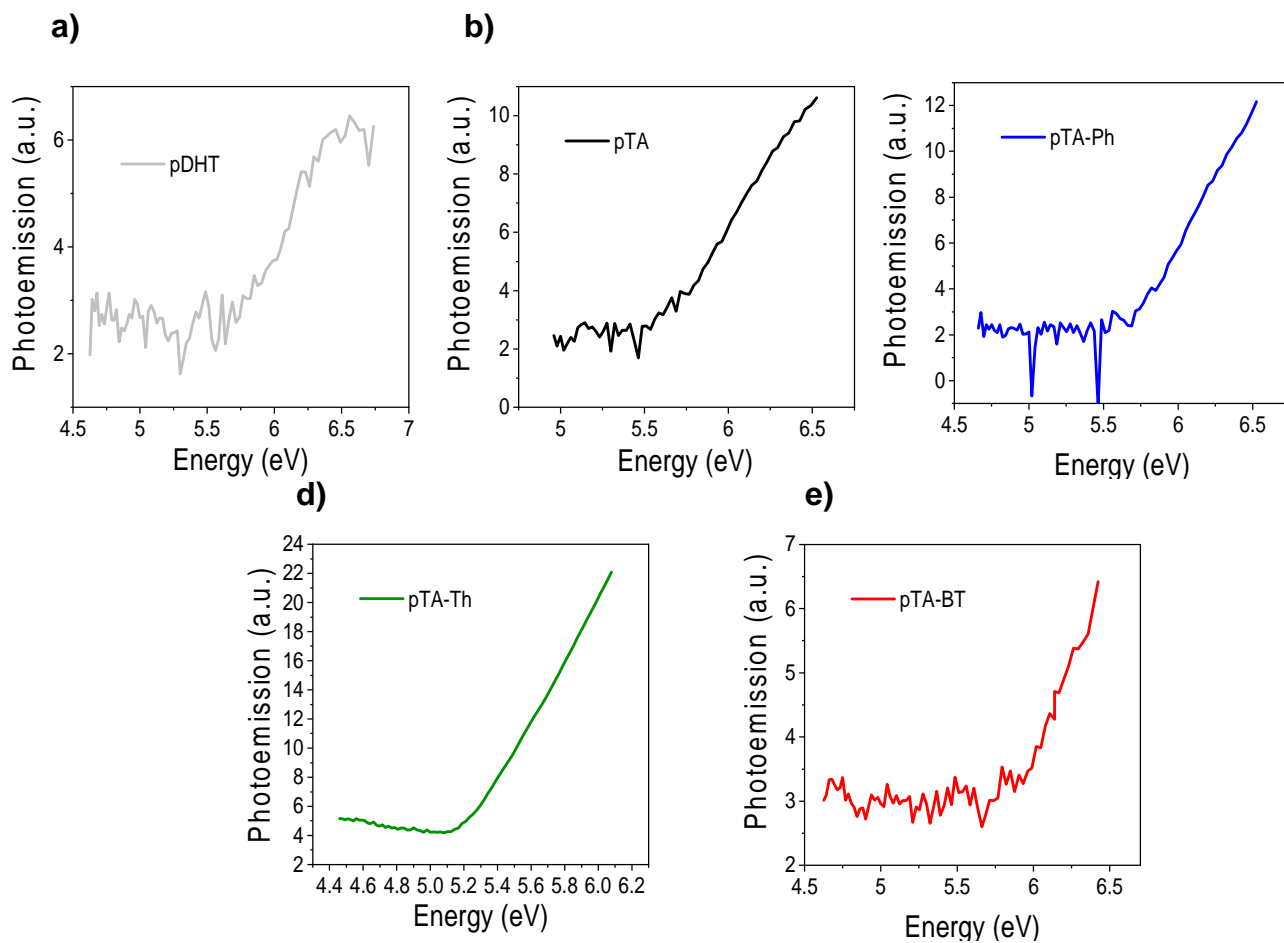 a)
Photoemission (a.u.)
6
4
2
pDHT
4.5 5 5.5 6 6.5 7
Energy (eV)
b)
Photoemission (a.u.)
10
8
6
4
2
0
pTA
5 5.5 6 6.5
Energy (eV)
Photoemission (a.u.)
12
10
8
6
4
2
0
pTA-Ph
4.5 5 5.5 6 6.5
Energy (eV)
d)
Photoemission (a.u.)
24
22
20
18
16
14
12
10
8
6
4
2
pTA-Th
4.4 4.6 4.8 5.0 5.2 5.4 5.6 5.8 6.0 6.2
Energy (eV)
e)
Photoemission (a.u.)
7
6
5
4
3
2
pTA-BT
4.5 5 5.5 6 6.5
Energy (eV)